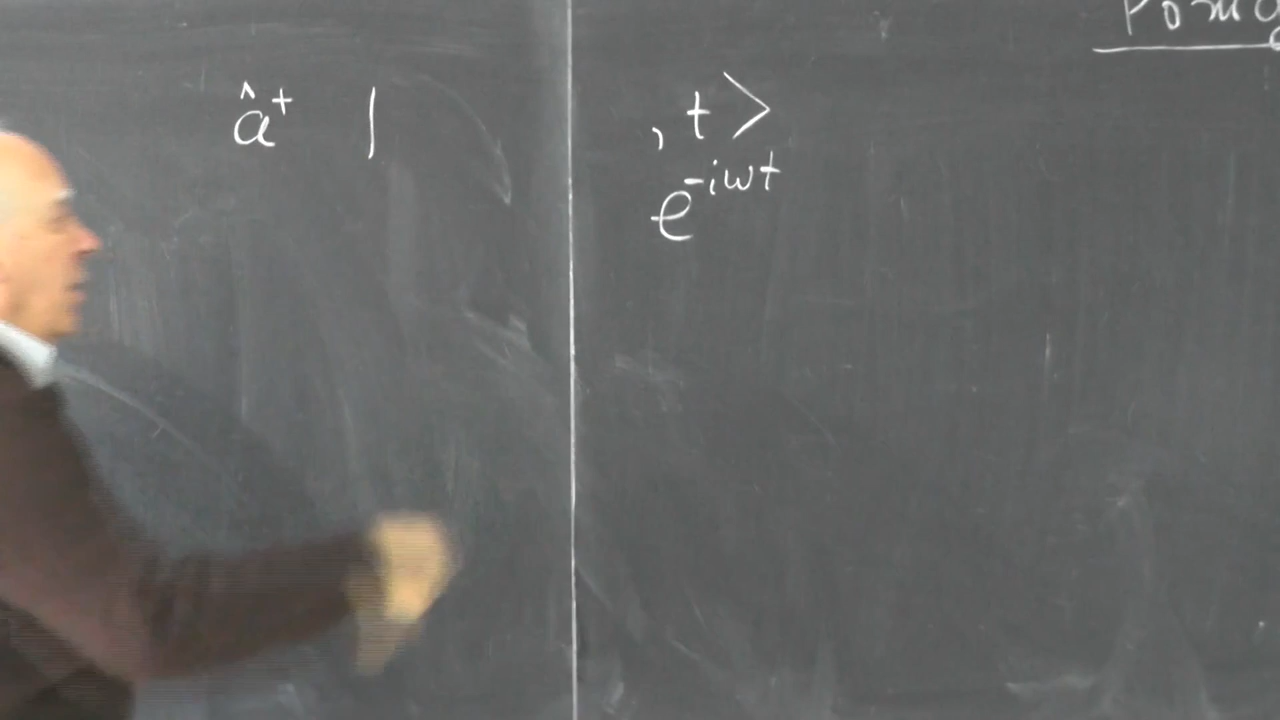 â⁺ | , t >
e^{-iωt}